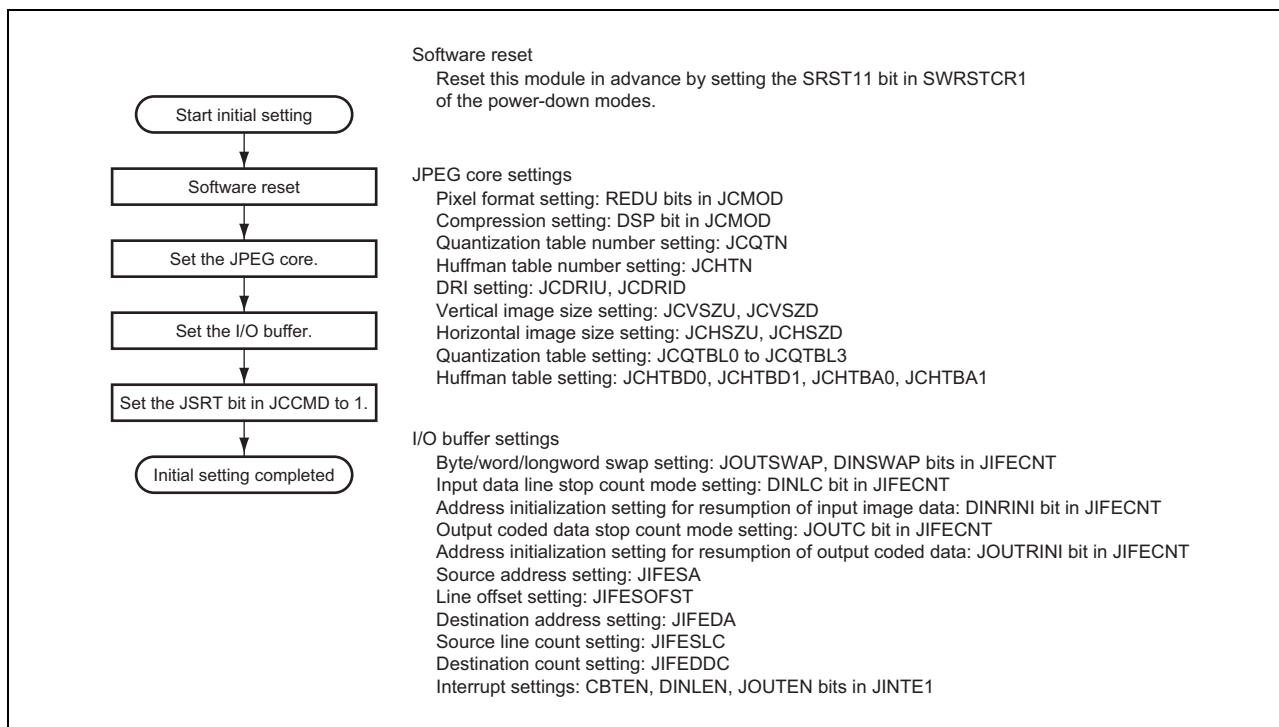 Start initial setting
Software reset
Set the JPEG core.
Set the I/O buffer.
Set the JSRT bit in JCCMD to 1.
Initial setting completed
Software reset
Reset this module in advance by setting the SRST11 bit in SWRSTCR1
of the power-down modes.
JPEG core settings
Pixel format setting: REDU bits in JCMOD
Compression setting: DSP bit in JCMOD
Quantization table number setting: JCQTN
Huffman table number setting: JCHTN
DRI setting: JCDRIU, JCDRID
Vertical image size setting: JCVSZU, JCVSZD
Horizontal image size setting: JCHSZU, JCHSZD
Quantization table setting: JCQTBL0 to JCQTBL3
Huffman table setting: JCHTBD0, JCHTBD1, JCHTBA0, JCHTBA1
I/O buffer settings
Byte/word/longword swap setting: JOUTSWAP, DINSWAP bits in JIFECNT
Input data line stop count mode setting: DINLC bit in JIFECNT
Address initialization setting for resumption of input image data: DINRINI bit in JIFECNT
Output coded data stop count mode setting: JOUTC bit in JIFECNT
Address initialization setting for resumption of output coded data: JOUTRINI bit in JIFECNT
Source address setting: JIFESA
Line offset setting: JIFESOFST
Destination address setting: JIFEDA
Source line count setting: JIFESLC
Destination count setting: JIFEDDC
Interrupt settings: CBTEN, DINLEN, JOUTEN bits in JINTE1